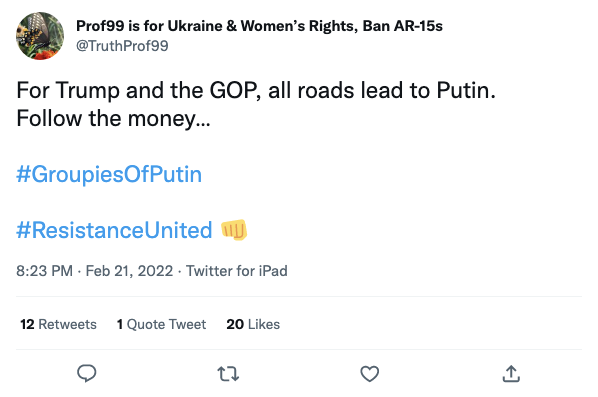 Prof99 is for Ukraine & Women’s Rights, Ban AR-15s
@TruthProf99
For Trump and the GOP, all roads lead to Putin.
Follow the money...
#GroupiesOfPutin
#ResistanceUnited 👊
8:23 PM · Feb 21, 2022 · Twitter for iPad
12 Retweets 1 Quote Tweet 20 Likes